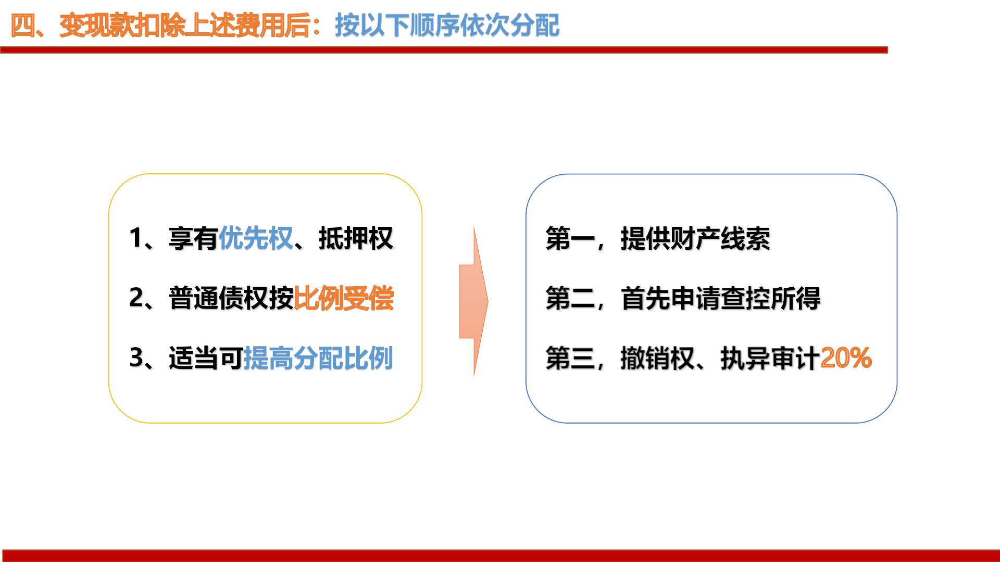 四、变现款扣除上述费用后：按以下顺序依次分配
1、享有优先权、抵押权
2、普通债权按比例受偿
3、适当可提高分配比例
第一，提供财产线索
第二，首先申请查控所得
第三，撤销权、执异审计20%